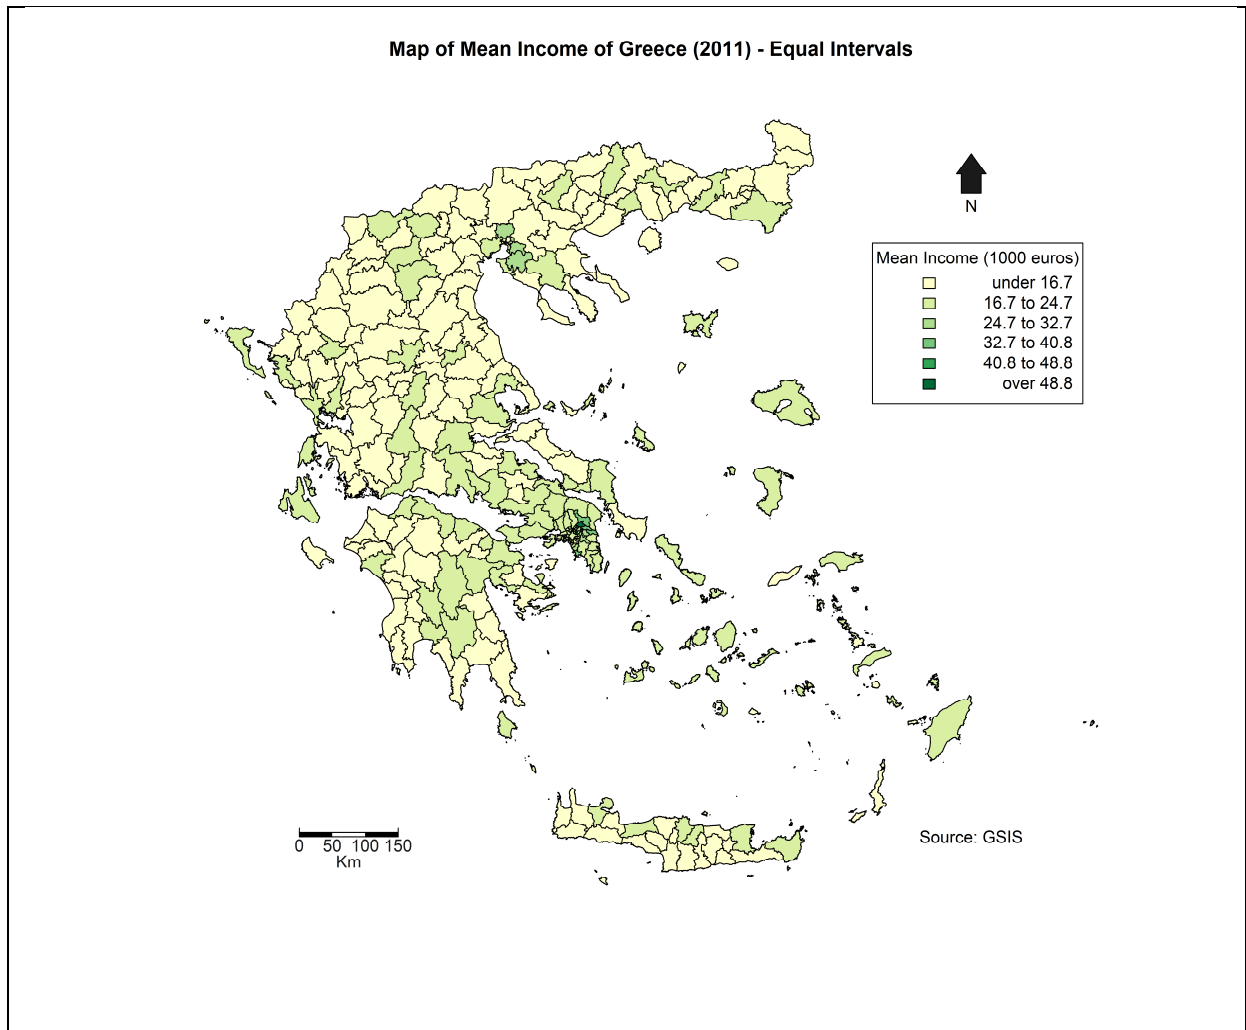 Map of Mean Income of Greece (2011) - Equal Intervals
N
Mean Income (1000 euros)
under 16.7
16.7 to 24.7
24.7 to 32.7
32.7 to 40.8
40.8 to 48.8
over 48.8
0 50 100 150
Km
Source: GSIS